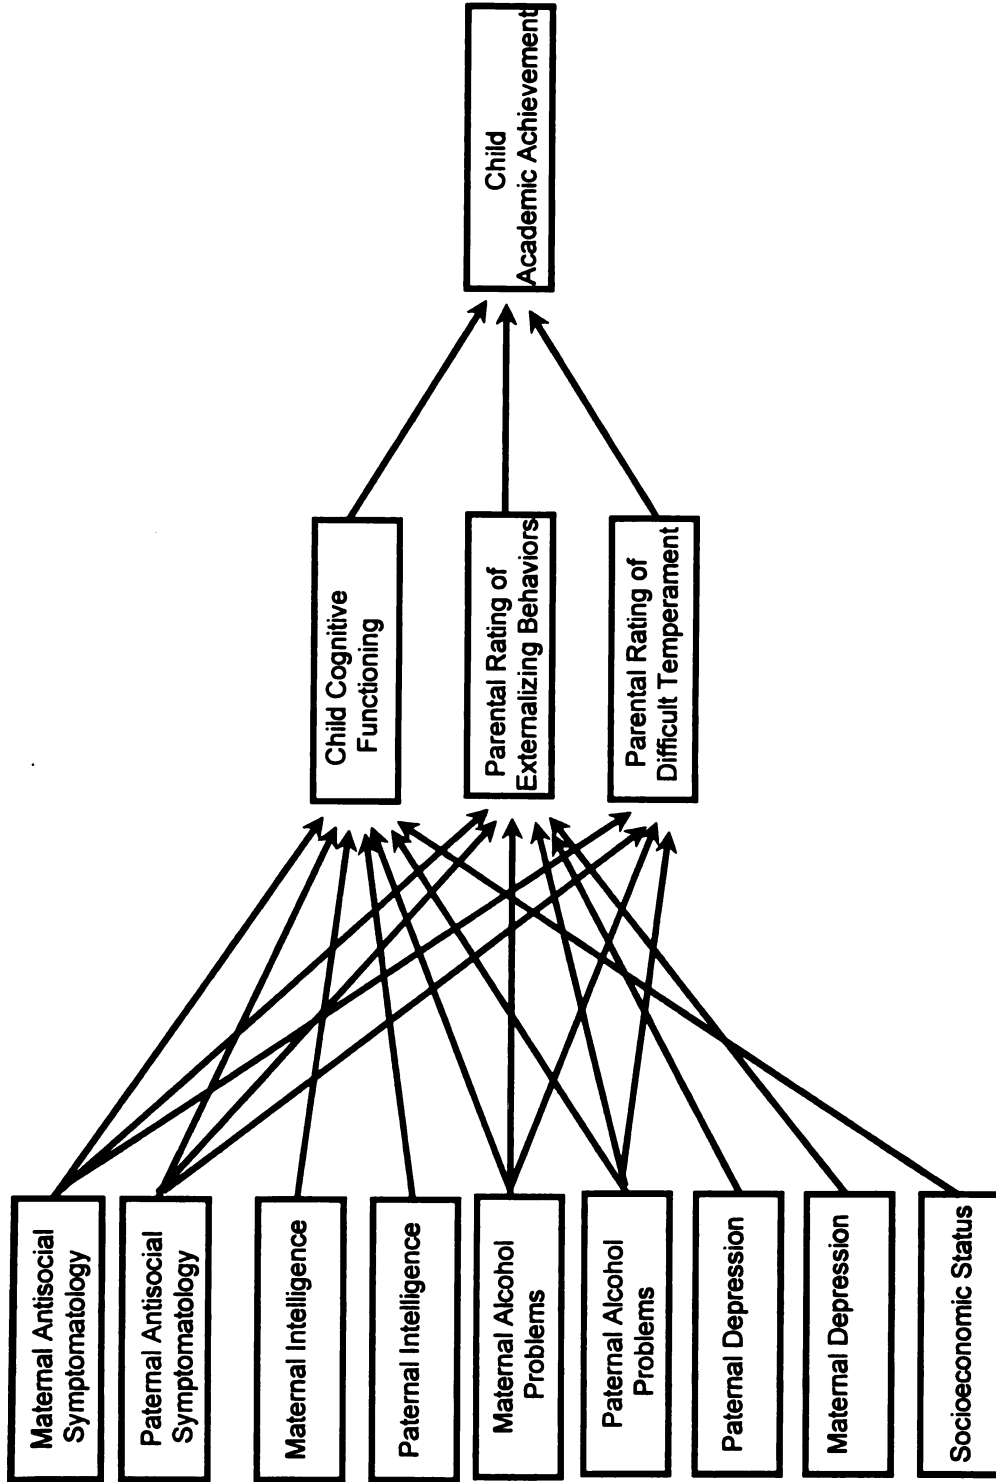 Maternal Antisocial
Symptomatology
Paternal Antisocial
Symptomatology
Maternal Intelligence
Paternal Intelligence
Maternal Alcohol
Problems
Paternal Alcohol
Problems
Paternal Depression
Maternal Depression
Socioeconomic Status
Child Cognitive
Functioning
Parental Rating of
Externalizing Behaviors
Parental Rating of
Difficult Temperament
Child
Academic Achievement